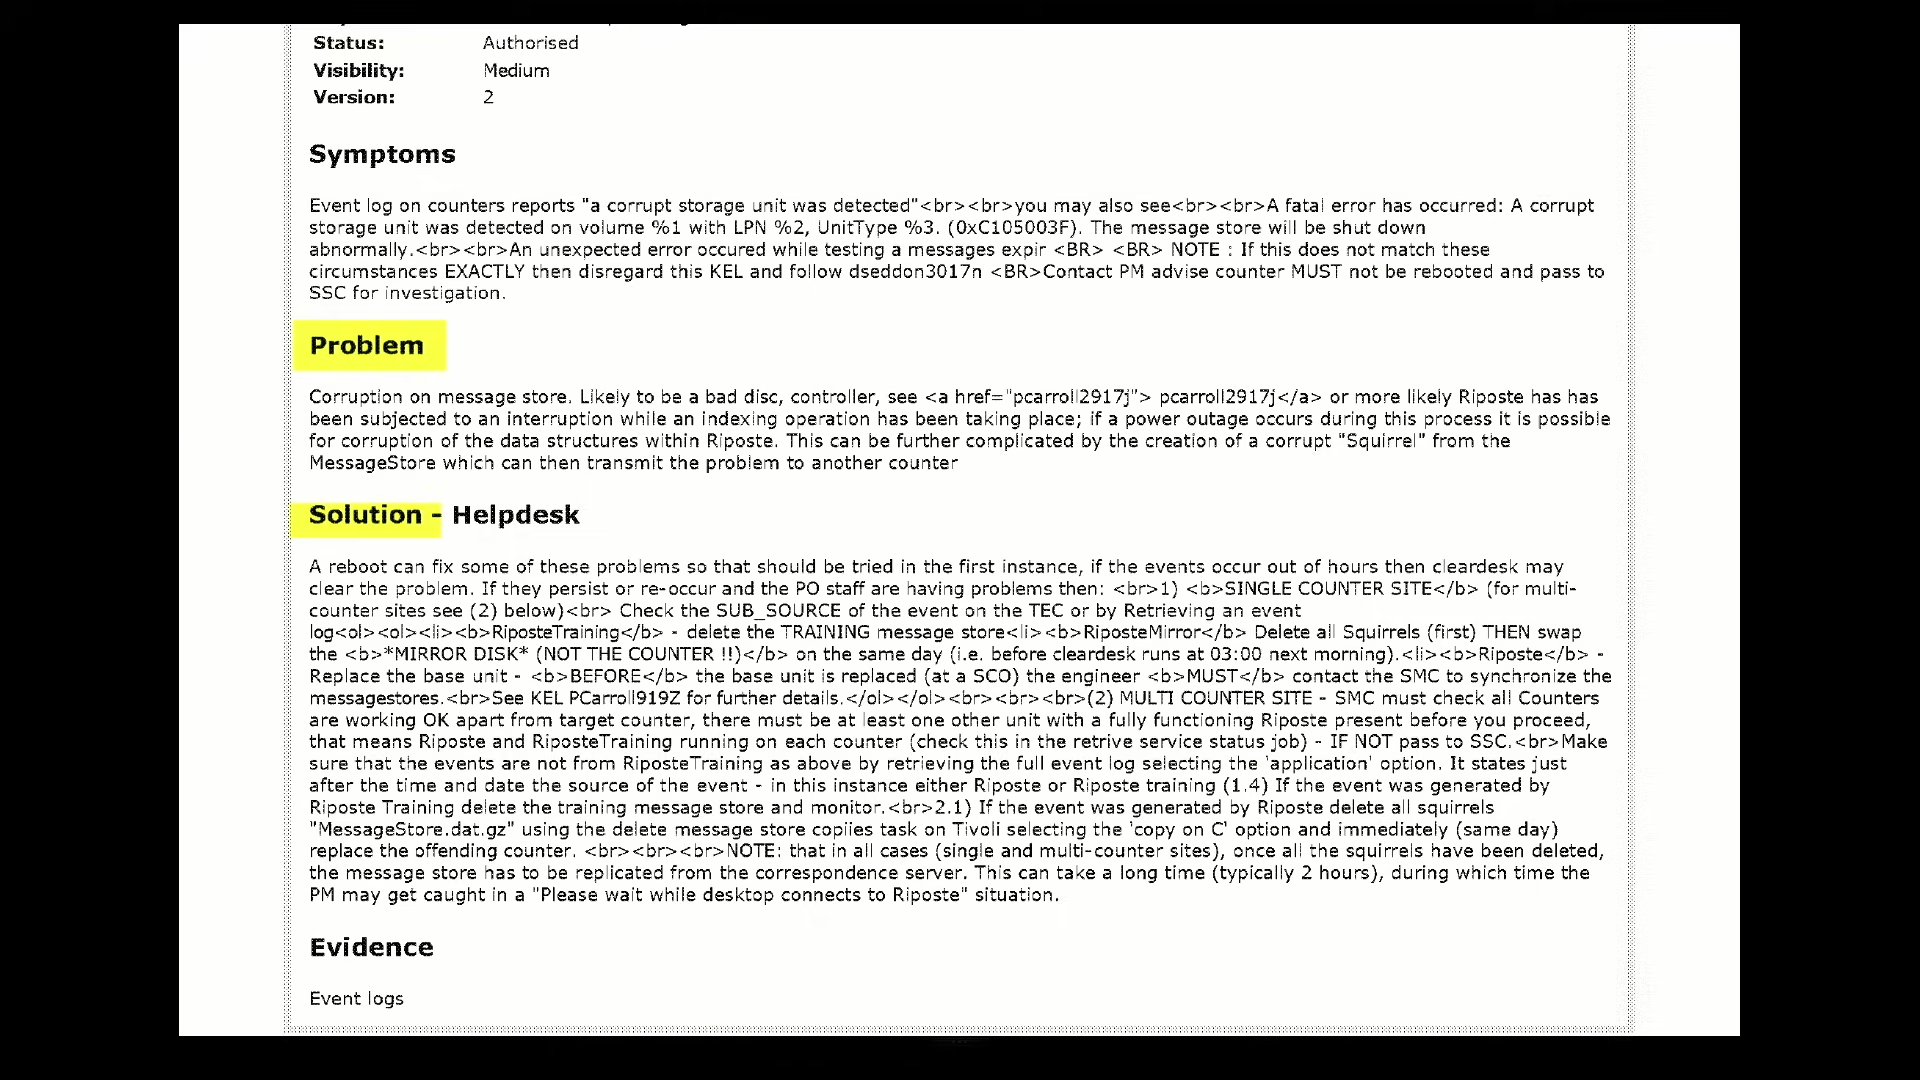 Status: Authorised
Visibility: Medium
Version: 2
Symptoms
Event log on counters reports "a corrupt storage unit was detected"<br><br>you may also see<br><br>A fatal error has occurred: A corrupt
storage unit was detected on volume %1 with LPN %2, UnitType %3. (0xC105003F). The message store will be shut down
abnormally.<br><br>An unexpected error occured while testing a messages expir <BR> <BR> NOTE : If this does not match these
circumstances EXACTLY then disregard this KEL and follow dseddon3017n <BR>Contact PM advise counter MUST not be rebooted and pass to
SSC for investigation.
Problem
Corruption on message store. Likely to be a bad disc, controller, see <a href="pcarroll2917j"> pcarroll2917j</a> or more likely Riposte has has
been subjected to an interruption while an indexing operation has been taking place; if a power outage occurs during this process it is possible
for corruption of the data structures within Riposte. This can be further complicated by the creation of a corrupt "Squirrel" from the
MessageStore which can then transmit the problem to another counter
Solution - Helpdesk
A reboot can fix some of these problems so that should be tried in the first instance, if the events occur out of hours then cleardesk may
clear the problem. If they persist or re-occur and the PO staff are having problems then: <br>1) <b>SINGLE COUNTER SITE</b> (for multi-
counter sites see (2) below)<br> Check the SUB_SOURCE of the event on the TEC or by Retrieving an event
log<ol><ol><li><b>RiposteTraining</b> - delete the TRAINING message store<li><b>RiposteMirror</b> Delete all Squirrels (first) THEN swap
the <b>*MIRROR DISK* (NOT THE COUNTER !!)</b> on the same day (i.e. before cleardesk runs at 03:00 next morning).<li><b>Riposte</b> -
Replace the base unit - <b>BEFORE</b> the base unit is replaced (at a SCO) the engineer <b>MUST</b> contact the SMC to synchronize the
messagestores.<br>See KEL PCarroll919Z for further details.</ol></ol><br><br><br>(2) MULTI COUNTER SITE - SMC must check all Counters
are working OK apart from target counter, there must be at least one other unit with a fully functioning Riposte present before you proceed,
that means Riposte and RiposteTraining running on each counter (check this in the retrive service status job) - IF NOT pass to SSC.<br>Make
sure that the events are not from RiposteTraining as above by retrieving the full event log selecting the 'application' option. It states just
after the time and date the source of the event - in this instance either Riposte or Riposte training (1.4) If the event was generated by
Riposte Training delete the training message store and monitor.<br>2.1) If the event was generated by Riposte delete all squirrels
"MessageStore.dat.gz" using the delete message store copiies task on Tivoli selecting the 'copy on C' option and immediately (same day)
replace the offending counter. <br><br><br>NOTE: that in all cases (single and multi-counter sites), once all the squirrels have been deleted,
the message store has to be replicated from the correspondence server. This can take a long time (typically 2 hours), during which time the
PM may get caught in a "Please wait while desktop connects to Riposte" situation.
Evidence
Event logs